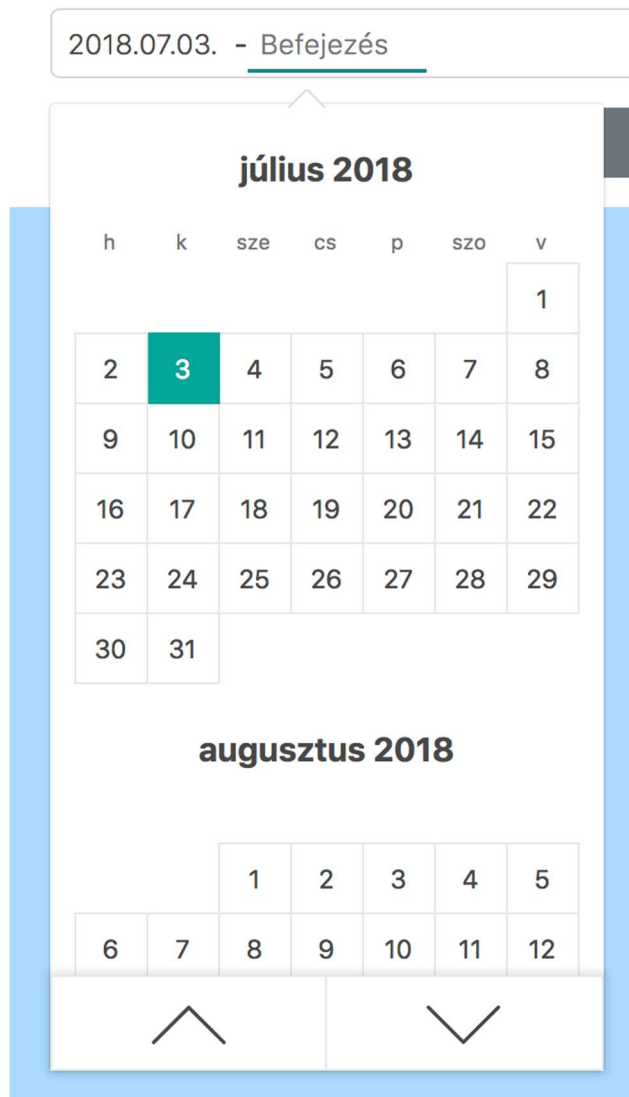 2018.07.03. - Befejezés
július 2018
h k sze cs p szo v
1
2 3 4 5 6 7 8
9 10 11 12 13 14 15
16 17 18 19 20 21 22
23 24 25 26 27 28 29
30 31
augusztus 2018
1 2 3 4 5
6 7 8 9 10 11 12